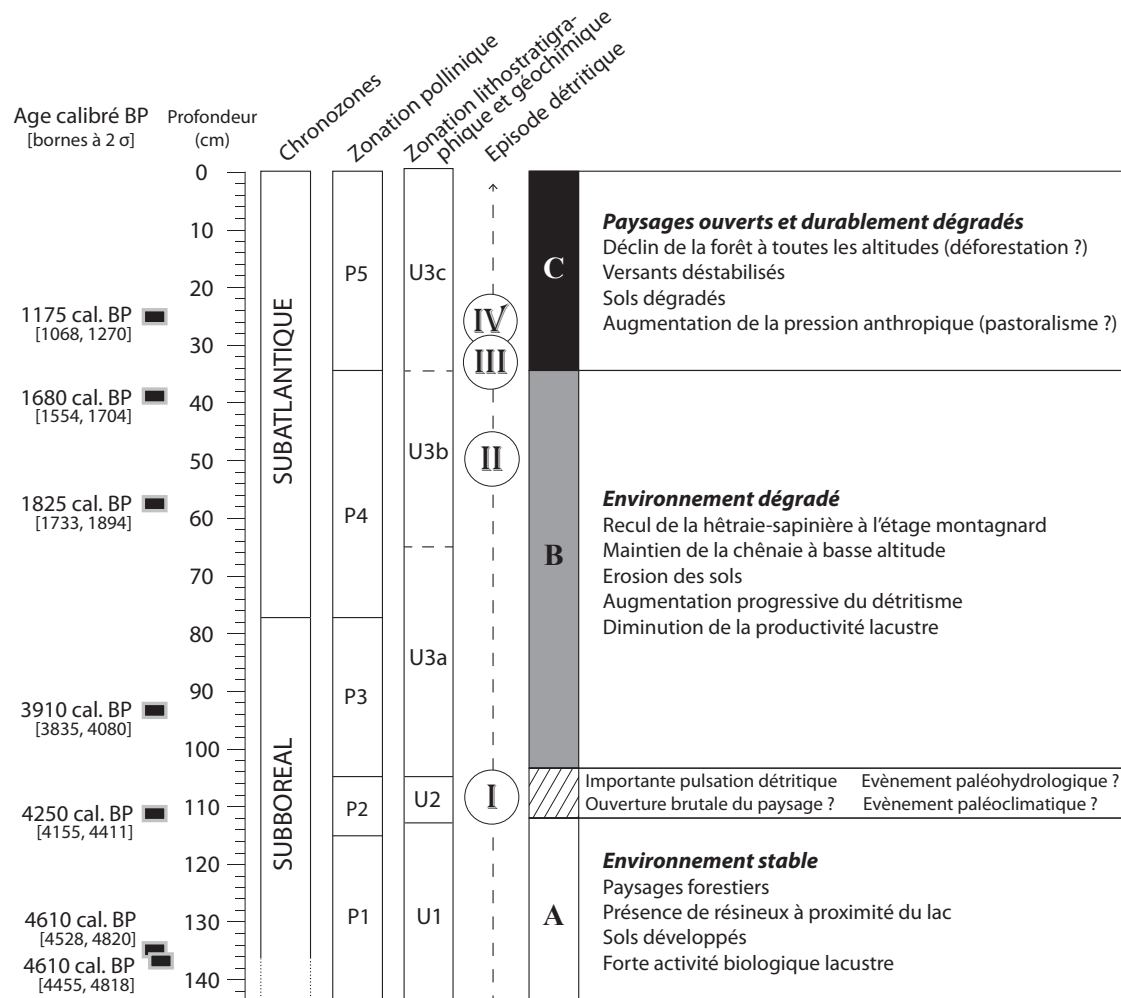 Age calibré BP
[bornes à 2 σ]
Profondeur
(cm)
Chronozones
Zonation pollinique
Zonation lithostratigra-
phique et géochimique
Episode détritique
0
10
20
30
40
50
60
70
80
90
100
110
120
130
140
1175 cal. BP
[1068, 1270]
1680 cal. BP
[1554, 1704]
1825 cal. BP
[1733, 1894]
3910 cal. BP
[3835, 4080]
4250 cal. BP
[4155, 4411]
4610 cal. BP
[4528, 4820]
4610 cal. BP
[4455, 4818]
SUBATLANTIQUE
SUBBOREAL
P5
P4
P3
P2
P1
U3c
U3b
U3a
U2
U1
IV
III
II
I
C
Paysages ouverts et durablement dégradés
Déclin de la forêt à toutes les altitudes (déforestation ?)
Versants déstabilisés
Sols dégradés
Augmentation de la pression anthropique (pastoralisme ?)
B
Environnement dégradé
Recul de la hêtraie-sapinière à l'étage montagnard
Maintien de la chênaie à basse altitude
Erosion des sols
Augmentation progressive du détritisme
Diminution de la productivité lacustre
Importante pulsation détritique Evènement paléohydrologique ?
Ouverture brutale du paysage ? Evènement paléoclimatique ?
A
Environnement stable
Paysages forestiers
Présence de résineux à proximité du lac
Sols développés
Forte activité biologique lacustre